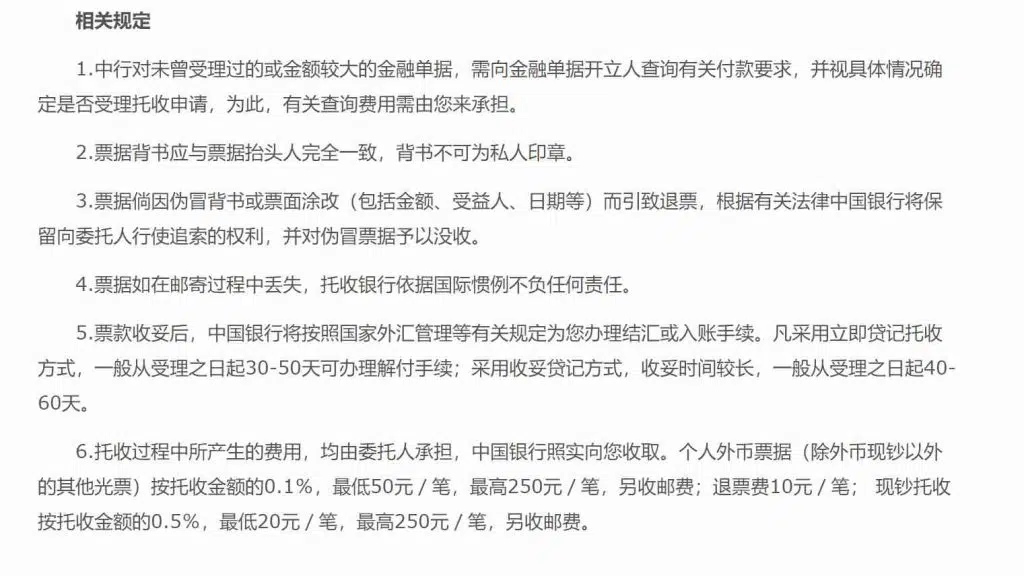 相关规定
1.中行对未曾受理过的或金额较大的金融单据，需向金融单据开立人查询有关付款要求，并视具体情况确
定是否受理托收申请，为此，有关查询费用需由您来承担。
2.票据背书应与票据抬头人完全一致，背书不可为私人印章。
3.票据倘因伪冒背书或票面涂改（包括金额、受益人、日期等）而引致退票，根据有关法律中国银行将保
留向委托人行使追索的权利，并对伪冒票据予以没收。
4.票据如在邮寄过程中丢失，托收银行依据国际惯例不负任何责任。
5.票款收妥后，中国银行将按照国家外汇管理等有关规定为您办理结汇或入账手续。凡采用立即贷记托收
方式，一般从受理之日起30-50天可办理解付手续；采用收妥贷记方式，收妥时间较长，一般从受理之日起40-
60天。
6.托收过程中所产生的费用，均由委托人承担，中国银行照实向您收取。个人外币票据（除外币现钞以外
的其他光票）按托收金额的0.1%，最低50元 / 笔，最高250元 / 笔，另收邮费；退票费10元 / 笔； 现钞托收
按托收金额的0.5%，最低20元 / 笔，最高250元 / 笔，另收邮费。